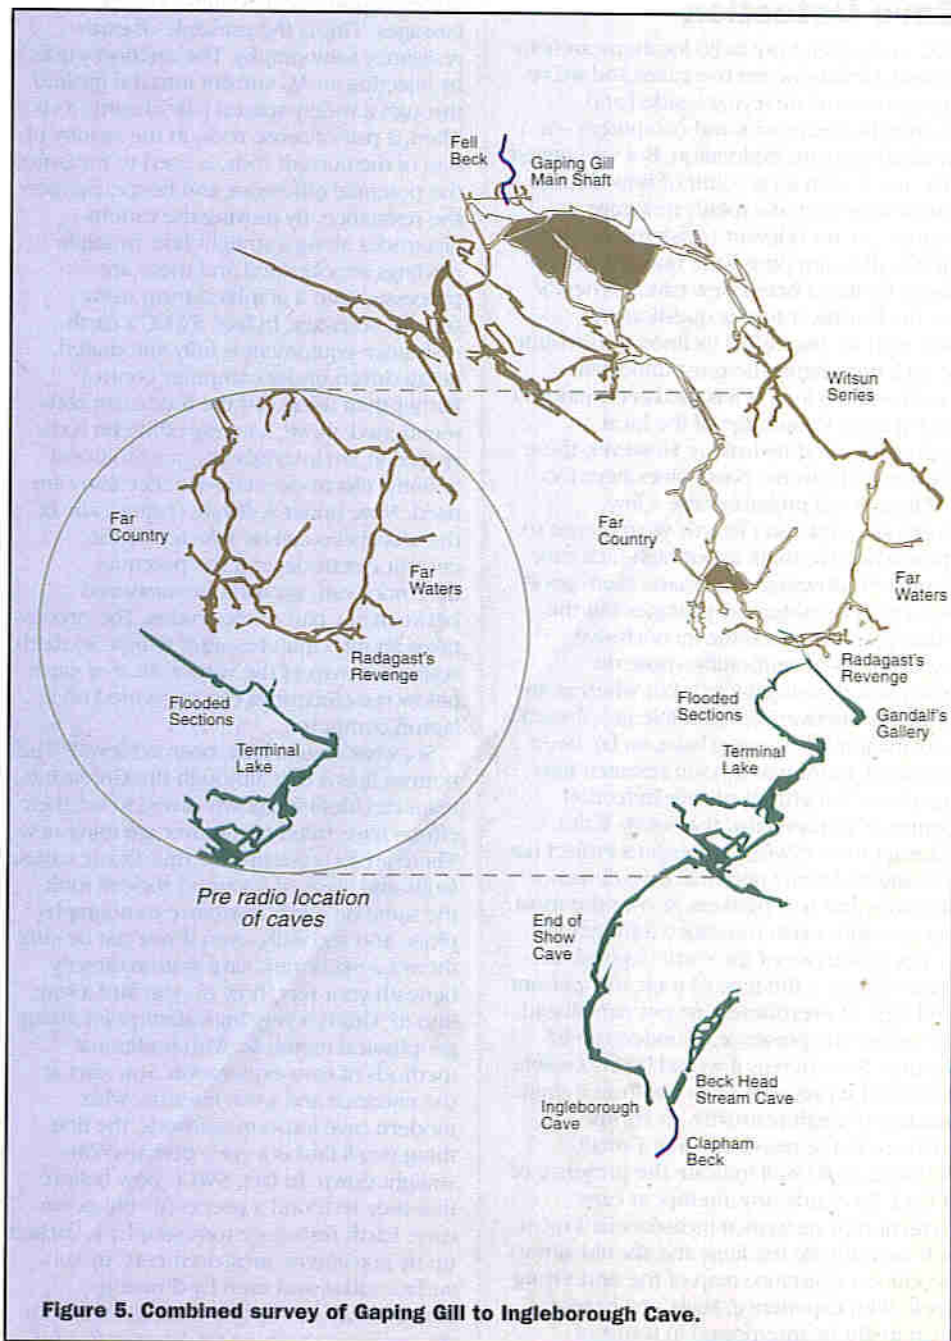 Fell
Beck
Gaping Gill
Main Shaft
Witsun
Series
Far
Country
Far
Waters
Radagast's
Revenge
Flooded
Sections
Terminal
Lake
Pre radio location
of caves
Far
Country
Far
Waters
Radagast's
Revenge
Gandalf's
Gallery
Flooded
Sections
Terminal
Lake
End of
Show
Cave
Beck Head
Stream Cave
Ingleborough
Cave
Clapham
Beck
Figure 5. Combined survey of Gaping Gill to Ingleborough Cave.